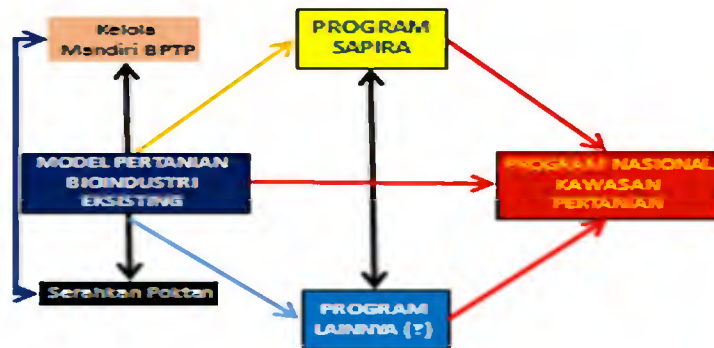 Kelola
Mandiri BPTP
PROGRAM
SAPIRA
MODEL PERTANIAN
BIOINDUSTRI
EKSISTING
PROGRAM NASIONAL
KAWASAN
PERTANIAN
Serahkan Poktan
PROGRAM
LAINNYA (?)